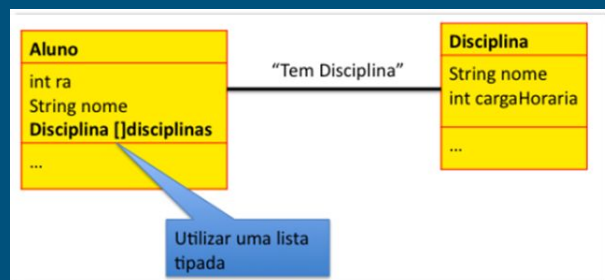 Aluno
int ra
String nome
Disciplina []disciplinas
...
“Tem Disciplina”
Disciplina
String nome
int cargaHoraria
...
Utilizar uma lista
tipada